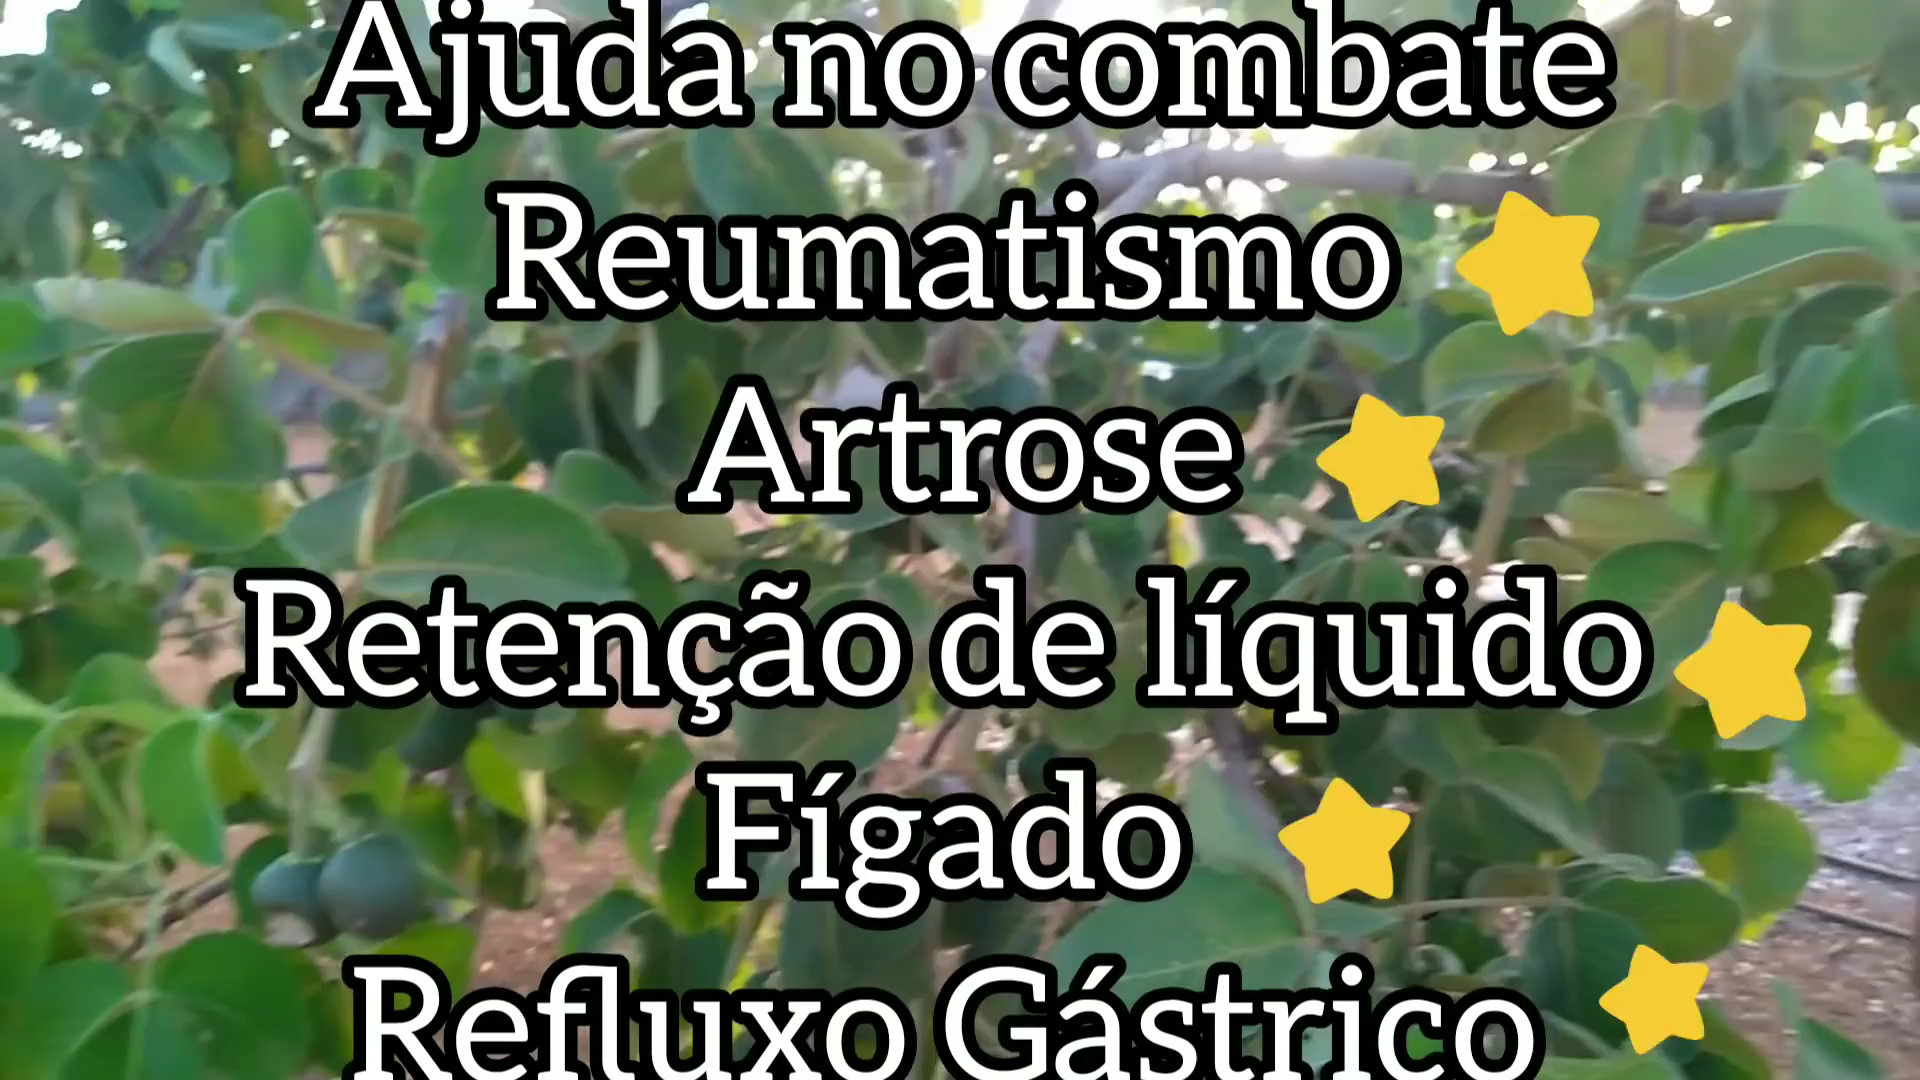 Ajuda no combate
Reumatismo
Artrose
Retenção de líquido
Fígado
Refluxo Gástrico